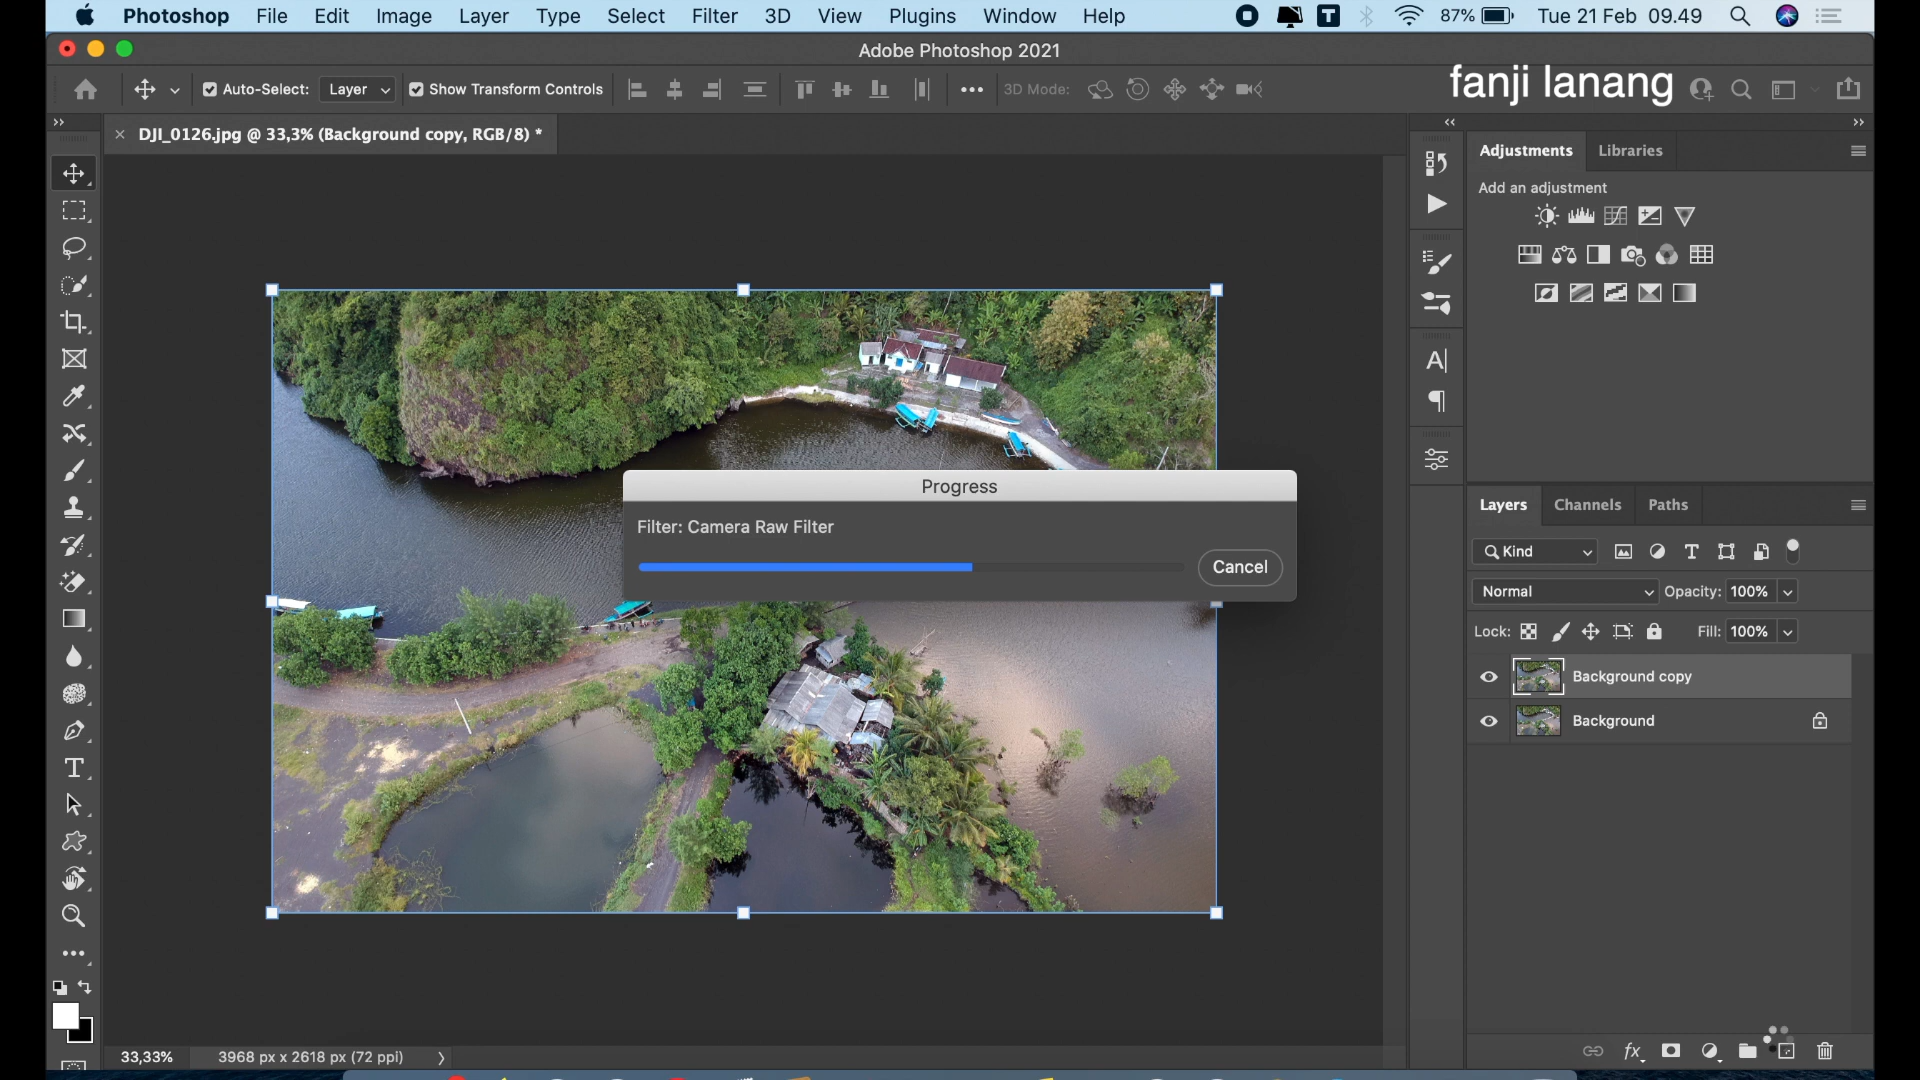 Photoshop File Edit Image Layer Type Select Filter 3D View Plugins Window Help T 87% Tue 21 Feb 09.49
Adobe Photoshop 2021
Auto-Select: Layer Show Transform Controls ••• 3D Mode:
fanji lanang
× DJI_0126.jpg @ 33,3% (Background copy, RGB/8) *
Adjustments Libraries
Add an adjustment
Progress
Filter: Camera Raw Filter
Cancel
Layers Channels Paths
Kind
Normal Opacity: 100%
Lock: Fill: 100%
Background copy
Background
fx
33,33% 3968 px x 2618 px (72 ppi)